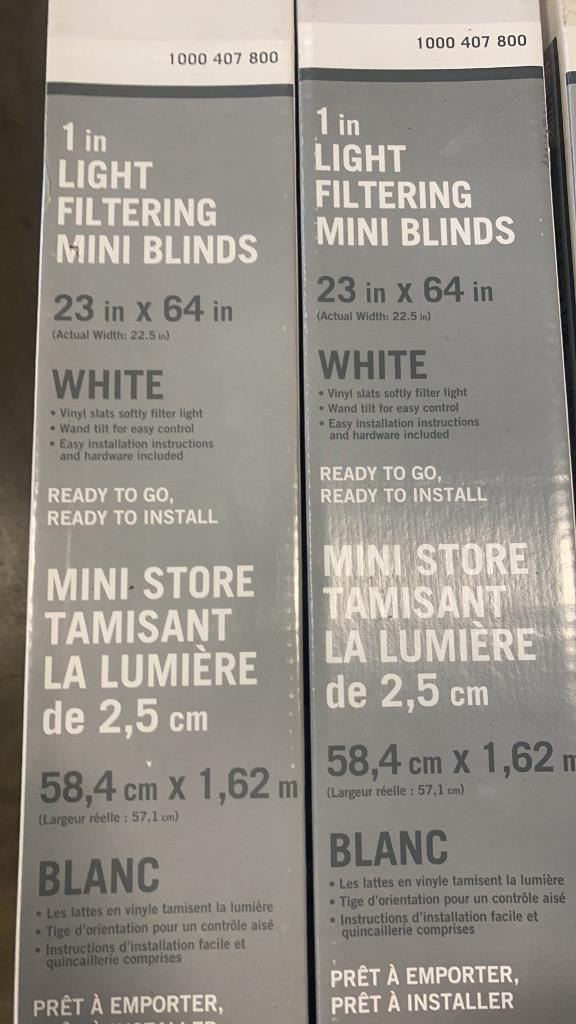 1000 407 800
1 in
LIGHT
FILTERING
MINI BLINDS
23 in x 64 in
(Actual Width: 22.5 in)
WHITE
• Vinyl slats softly filter light
• Wand tilt for easy control
• Easy installation instructions
and hardware included
READY TO GO,
READY TO INSTALL
MINI STORE
TAMISANT
LA LUMIÈRE
de 2,5 cm
58,4 cm x 1,62 m
(Largeur réelle : 57,1 cm)
BLANC
• Les lattes en vinyle tamisent la lumière
• Tige d'orientation pour un contrôle aisé
• Instructions d'installation facile et
quincaillerie comprises
PRÊT À EMPORTER,
1000 407 800
1 in
LIGHT
FILTERING
MINI BLINDS
23 in x 64 in
(Actual Width: 22.5 in)
WHITE
• Vinyl slats softly filter light
• Wand tilt for easy control
• Easy installation instructions
and hardware included
READY TO GO,
READY TO INSTALL
MINI STORE
TAMISANT
LA LUMIÈRE
de 2,5 cm
58,4 cm x 1,62 m
(Largeur réelle : 57,1 cm)
BLANC
• Les lattes en vinyle tamisent la lumière
• Tige d'orientation pour un contrôle aisé
• Instructions d'installation facile et
quincaillerie comprises
PRÊT À EMPORTER,
PRÊT À INSTALLER